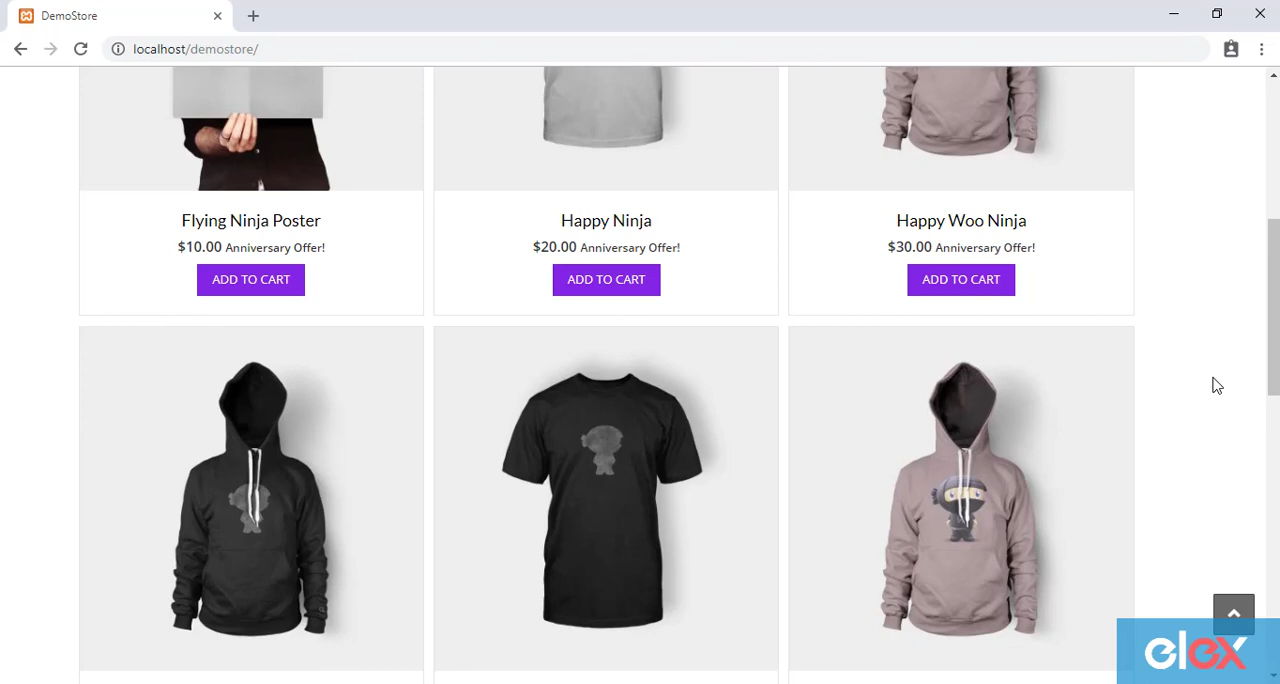 DemoStore
localhost/demostore/
Flying Ninja Poster
Happy Ninja
Happy Woo Ninja
$10.00 Anniversary Offer!
$20.00 Anniversary Offer!
$30.00 Anniversary Offer!
ADD TO CART
ADD TO CART
ADD TO CART
elex